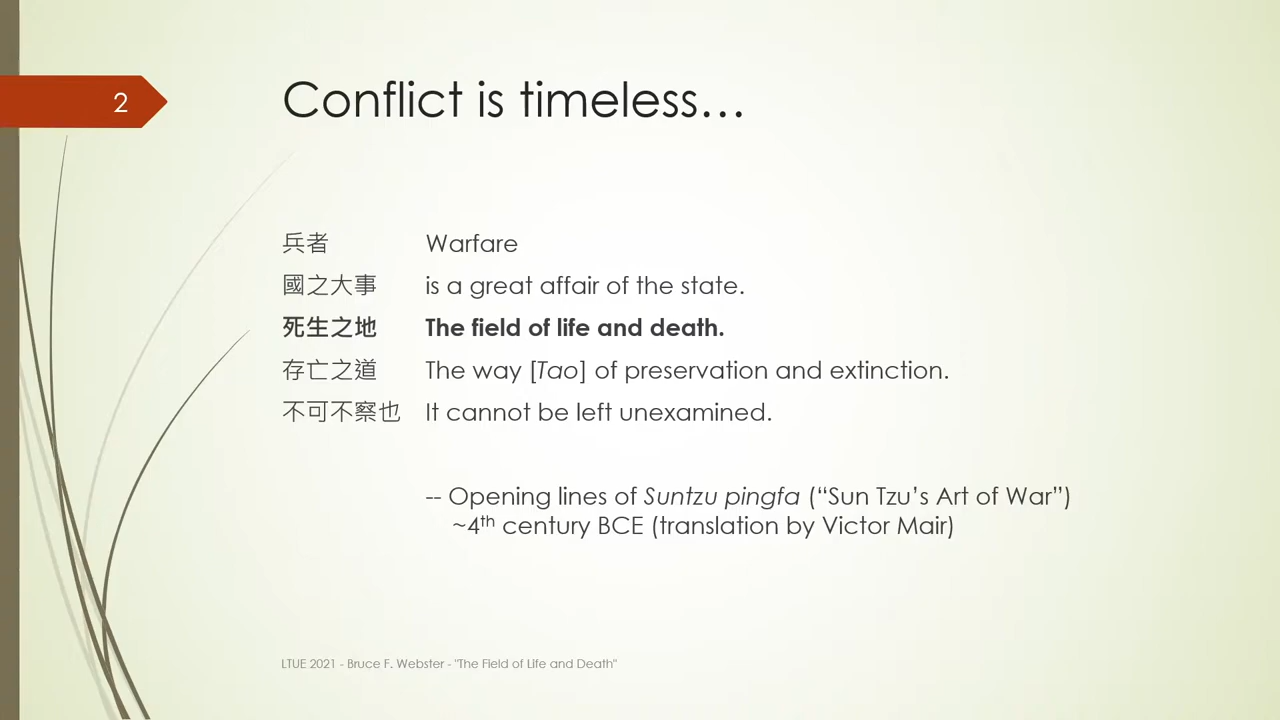 2
Conflict is timeless…
兵者 Warfare
國之大事 is a great affair of the state.
死生之地 The field of life and death.
存亡之道 The way [Tao] of preservation and extinction.
不可不察也 It cannot be left unexamined.
-- Opening lines of Suntzu pingfa (“Sun Tzu’s Art of War”)
~4th century BCE (translation by Victor Mair)
LTUE 2021 - Bruce F. Webster - "The Field of Life and Death"